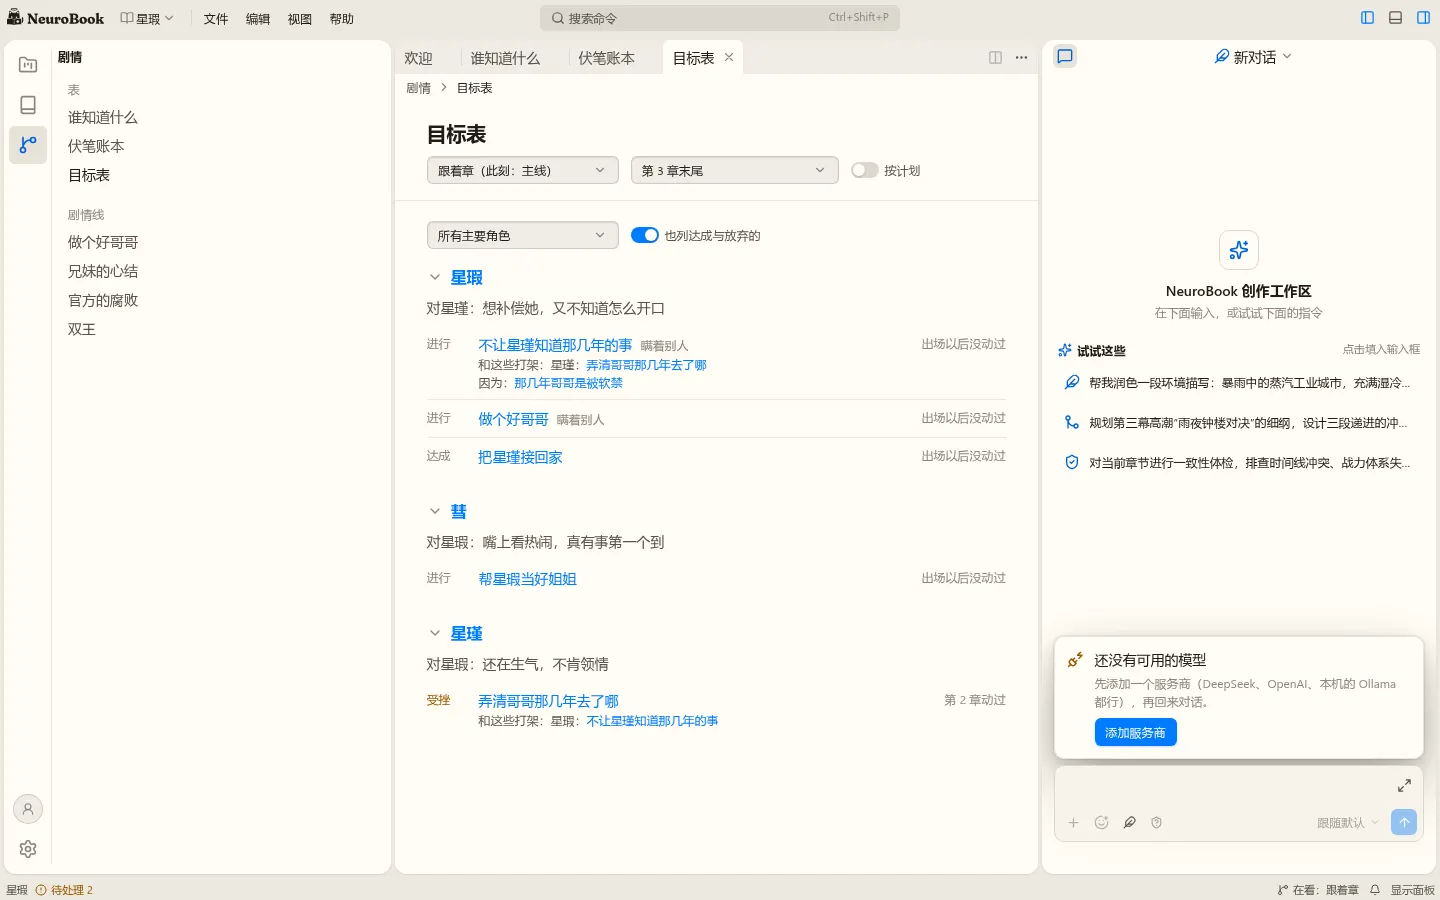 NeuroBook 星瑕 文件 编辑 视图 帮助 搜索命令 Ctrl+Shift+P
剧情
表
谁知道什么
伏笔账本
目标表
剧情线
做个好哥哥
兄妹的心结
官方的腐败
双王
欢迎 谁知道什么 伏笔账本 目标表
剧情 > 目标表
目标表
跟着章（此刻：主线） 第 3 章末尾 按计划
所有主要角色 也列达成与放弃的
星瑕
对星瑾：想补偿她，又不知道怎么开口
进行 不让星瑾知道那几年的事 瞒着别人 出场以后没动过
和这些打架：星瑾：弄清哥哥那几年去了哪
因为：那几年哥哥是被软禁
进行 做个好哥哥 瞒着别人 出场以后没动过
达成 把星瑾接回家 出场以后没动过
彗
对星瑕：嘴上看热闹，真有事第一个到
进行 帮星瑕当好姐姐 出场以后没动过
星瑾
对星瑕：还在生气，不肯领情
受挫 弄清哥哥那几年去了哪 第 2 章动过
和这些打架：星瑕：不让星瑾知道那几年的事
新对话
NeuroBook 创作工作区
在下面输入，或试试下面的指令
试试这些 点击填入输入框
帮我润色一段环境描写：暴雨中的蒸汽工业城市，充满湿冷...
规划第三幕高潮“雨夜钟楼对决”的细纲，设计三段递进的冲...
对当前章节进行一致性体检，排查时间线冲突、战力体系失...
还没有可用的模型
先添加一个服务商（DeepSeek、OpenAI、本机的 Ollama
都行），再回来对话。
添加服务商
跟随默认
星瑕 待处理 2 在看：跟着章 显示面板